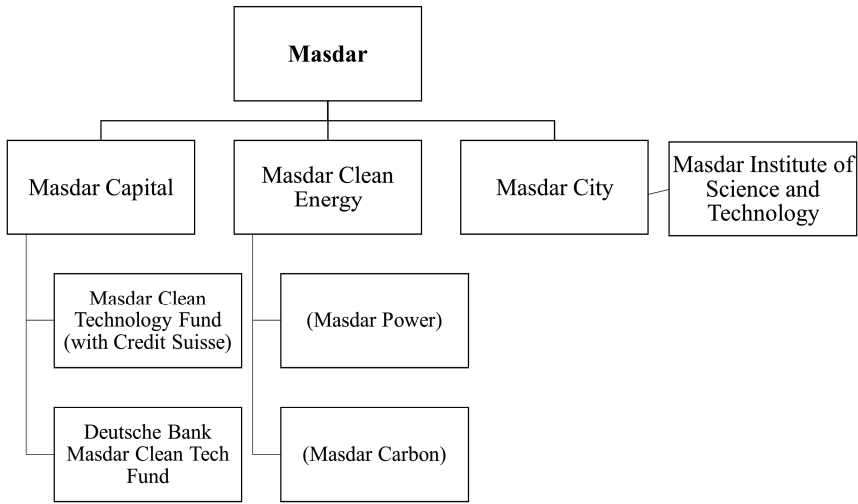 Masdar
Masdar Capital
Masdar Clean
Energy
Masdar City
Masdar Institute of
Science and
Technology
Masdar Clean
Technology Fund
(with Credit Suisse)
(Masdar Power)
Deutsche Bank
Masdar Clean Tech
Fund
(Masdar Carbon)